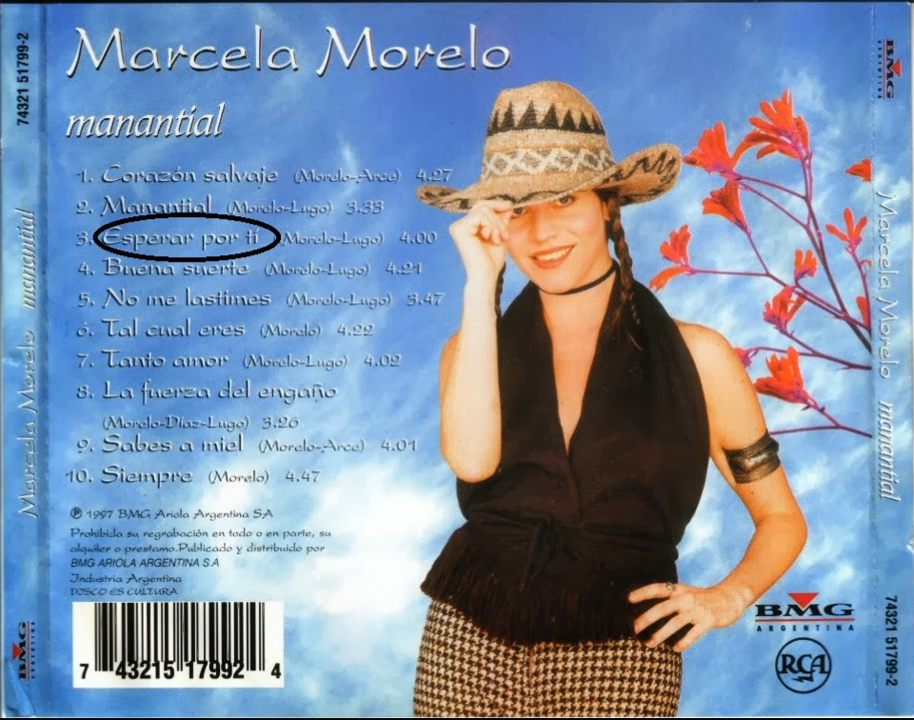 Marcela Morelo
manantial
1. Corazón salvaje (Morelo-Arce) 4.27
2. Manantial (Morelo-Lugo) 3.33
3. Esperar por ti (Morelo-Lugo) 4.00
4. Buena suerte (Morelo-Lugo) 4.21
5. No me lastimes (Morelo-Lugo) 3.47
6. Tal cual eres (Morelo) 4.22
7. Tanto amor (Morelo-Lugo) 4.02
8. La fuerza del engaño
(Morelo-Díaz-Lugo) 3.26
9. Sabes a miel (Morelo-Arce) 4.01
10. Siempre (Morelo) 4.47
℗ 1997 BMG Ariola Argentina SA
Prohibida su regrabación en todo o en parte, su
alquiler o prestamo.Publicado y distribuido por
BMG ARIOLA ARGENTINA S.A
Industria Argentina
DISCO ES CULTURA
7 43215 17992 4
BMG
ARGENTINA
RCA
74321 51799-2
Marcela Morelo manantial
BMG
ARGENTINA
BMG
ARGENTINA
Marcela Morelo manantial
74321 51799-2